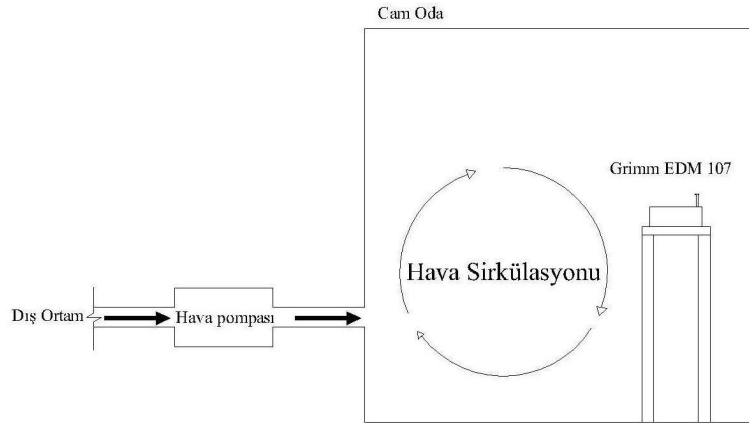 Cam Oda
Grimm EDM 107
Hava Sirkülasyonu
Dış Ortam
Hava pompası